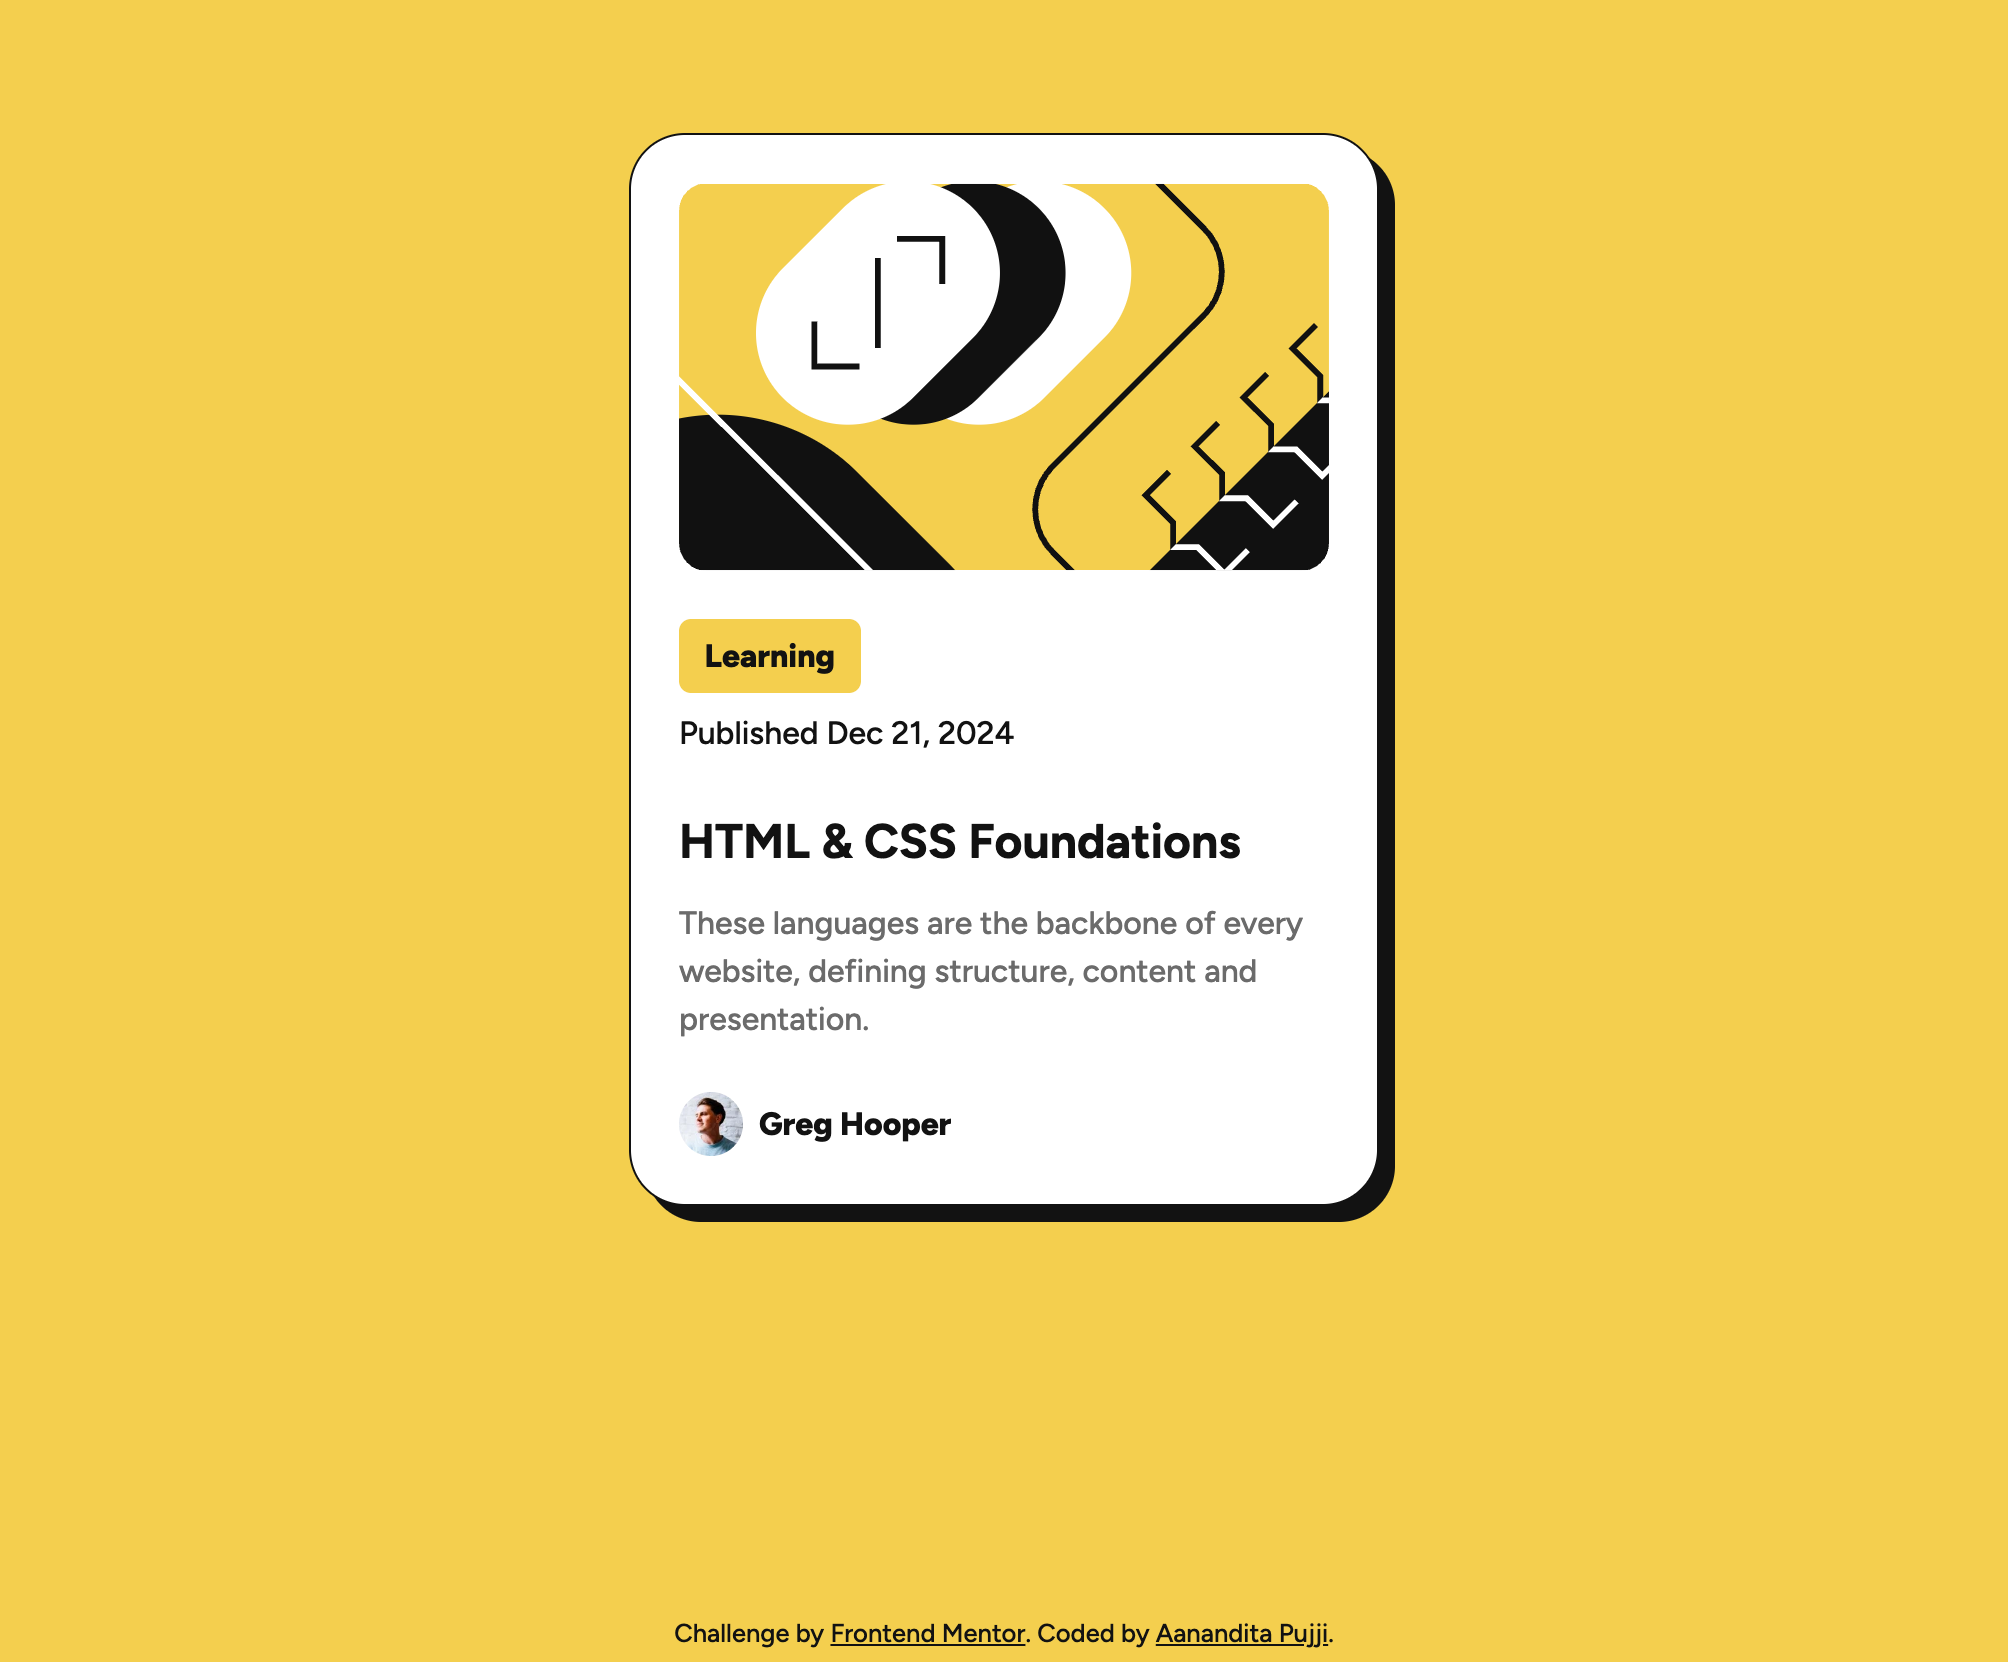 Learning
Published Dec 21, 2024
HTML & CSS Foundations
These languages are the backbone of every
website, defining structure, content and
presentation.
Greg Hooper
Challenge by Frontend Mentor. Coded by Aanandita Pujji.